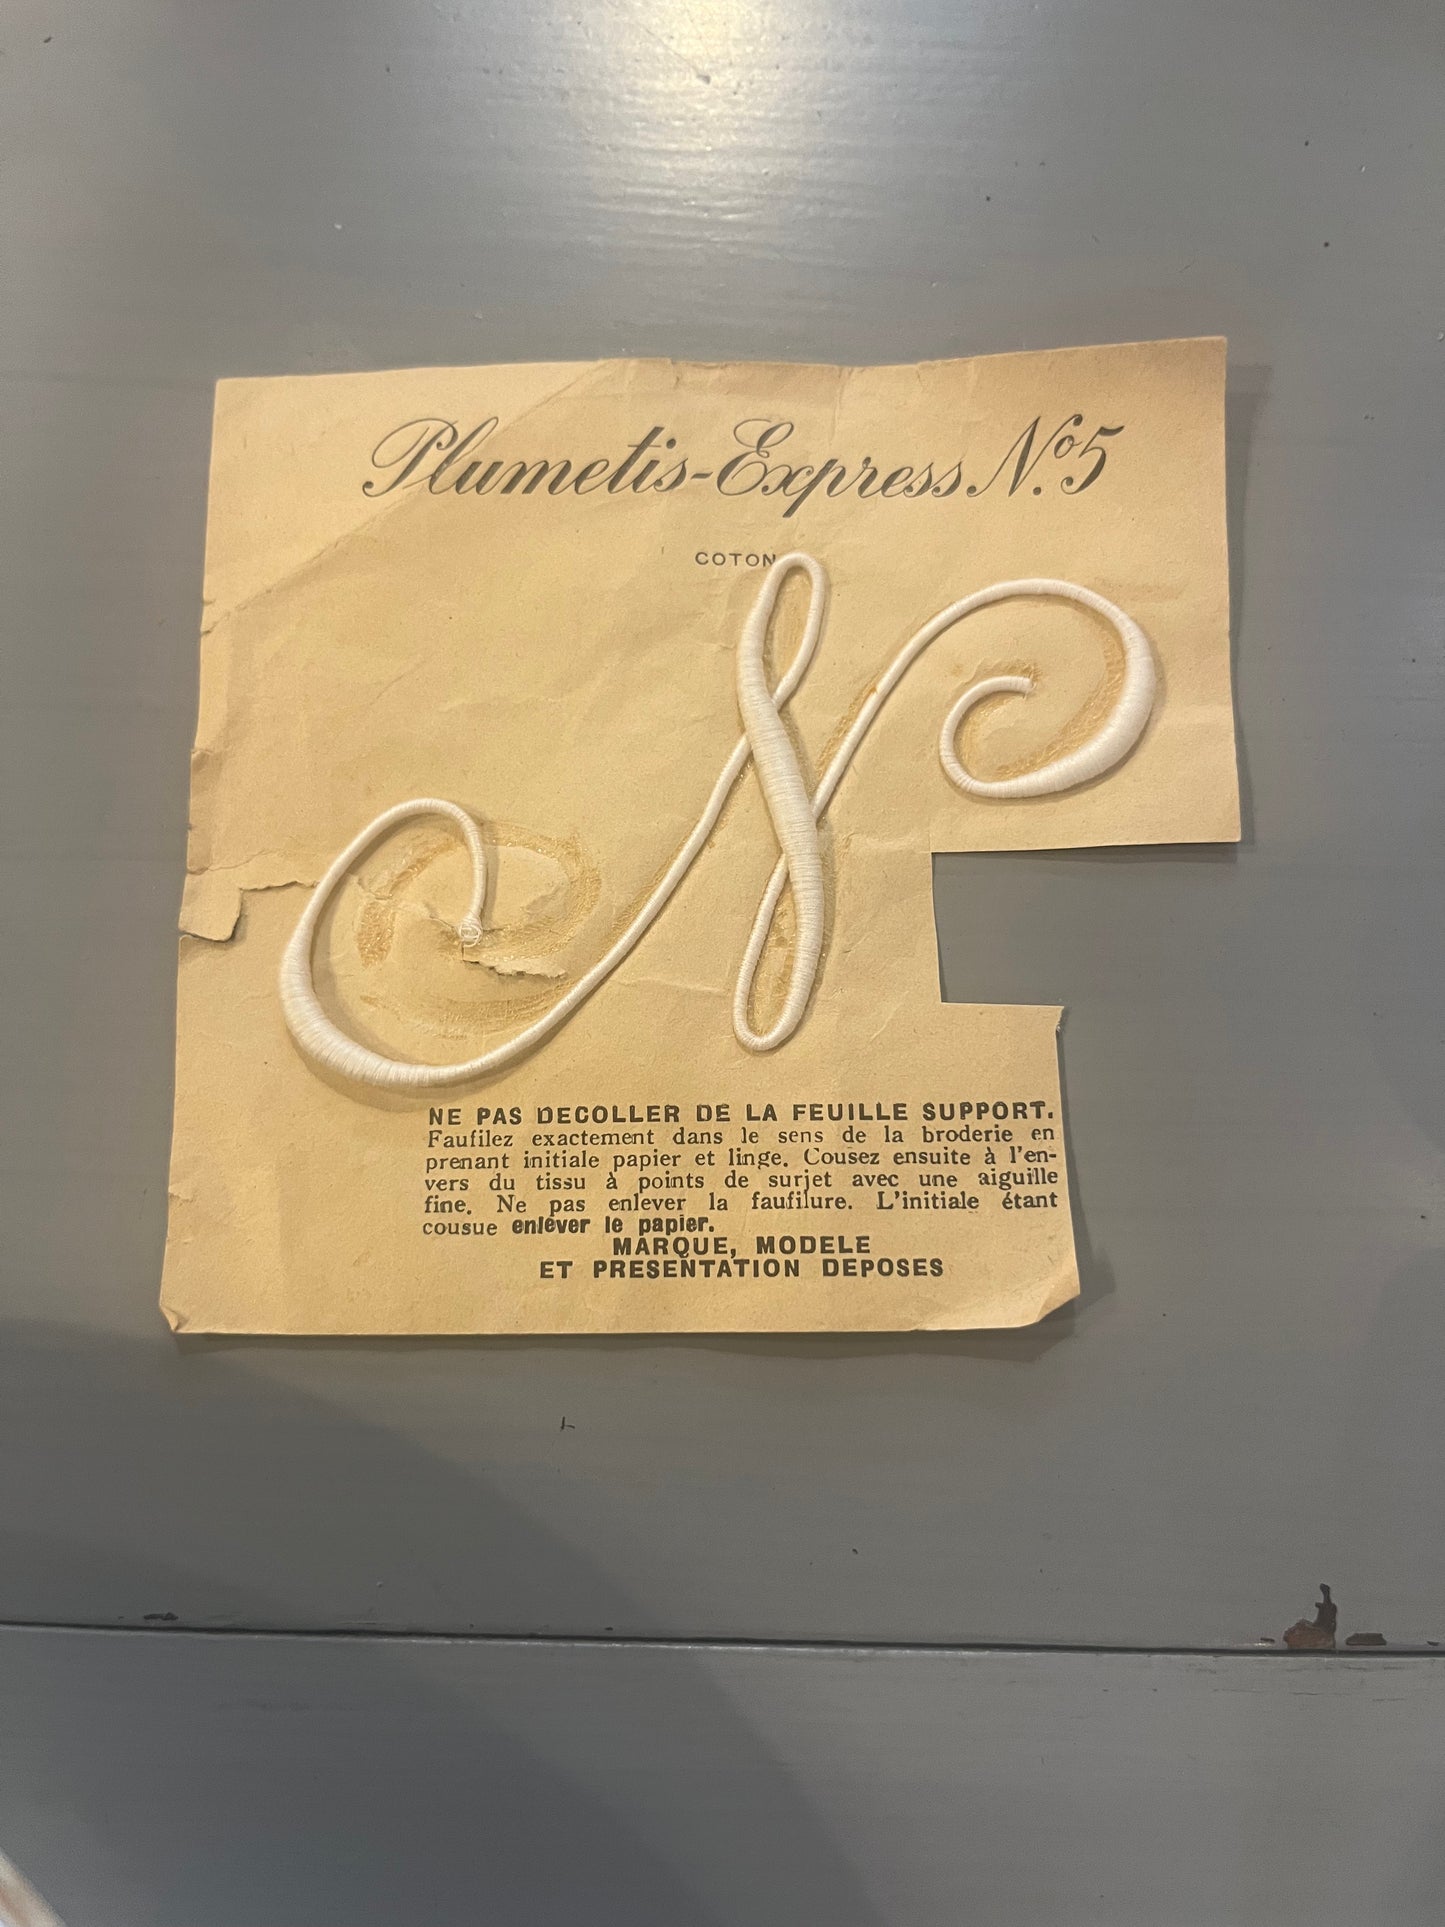 Plumetis-Express N.º5
COTON
N
NE PAS DECOLLER DE LA FEUILLE SUPPORT.
Faufilez exactement dans le sens de la broderie en
prenant initiale papier et linge. Cousez ensuite à l'en-
vers du tissu à points de surjet avec une aiguille
fine. Ne pas enlever la faufilure. L'initiale étant
cousue enlever le papier.
MARQUE, MODELE
ET PRESENTATION DEPOSES